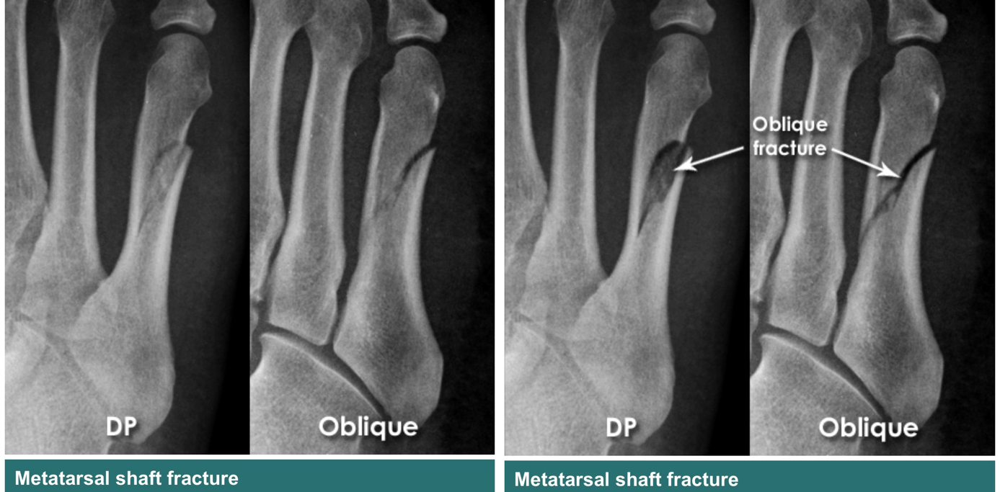 DP
Oblique
Metatarsal shaft fracture
Oblique
fracture
DP
Oblique
Metatarsal shaft fracture